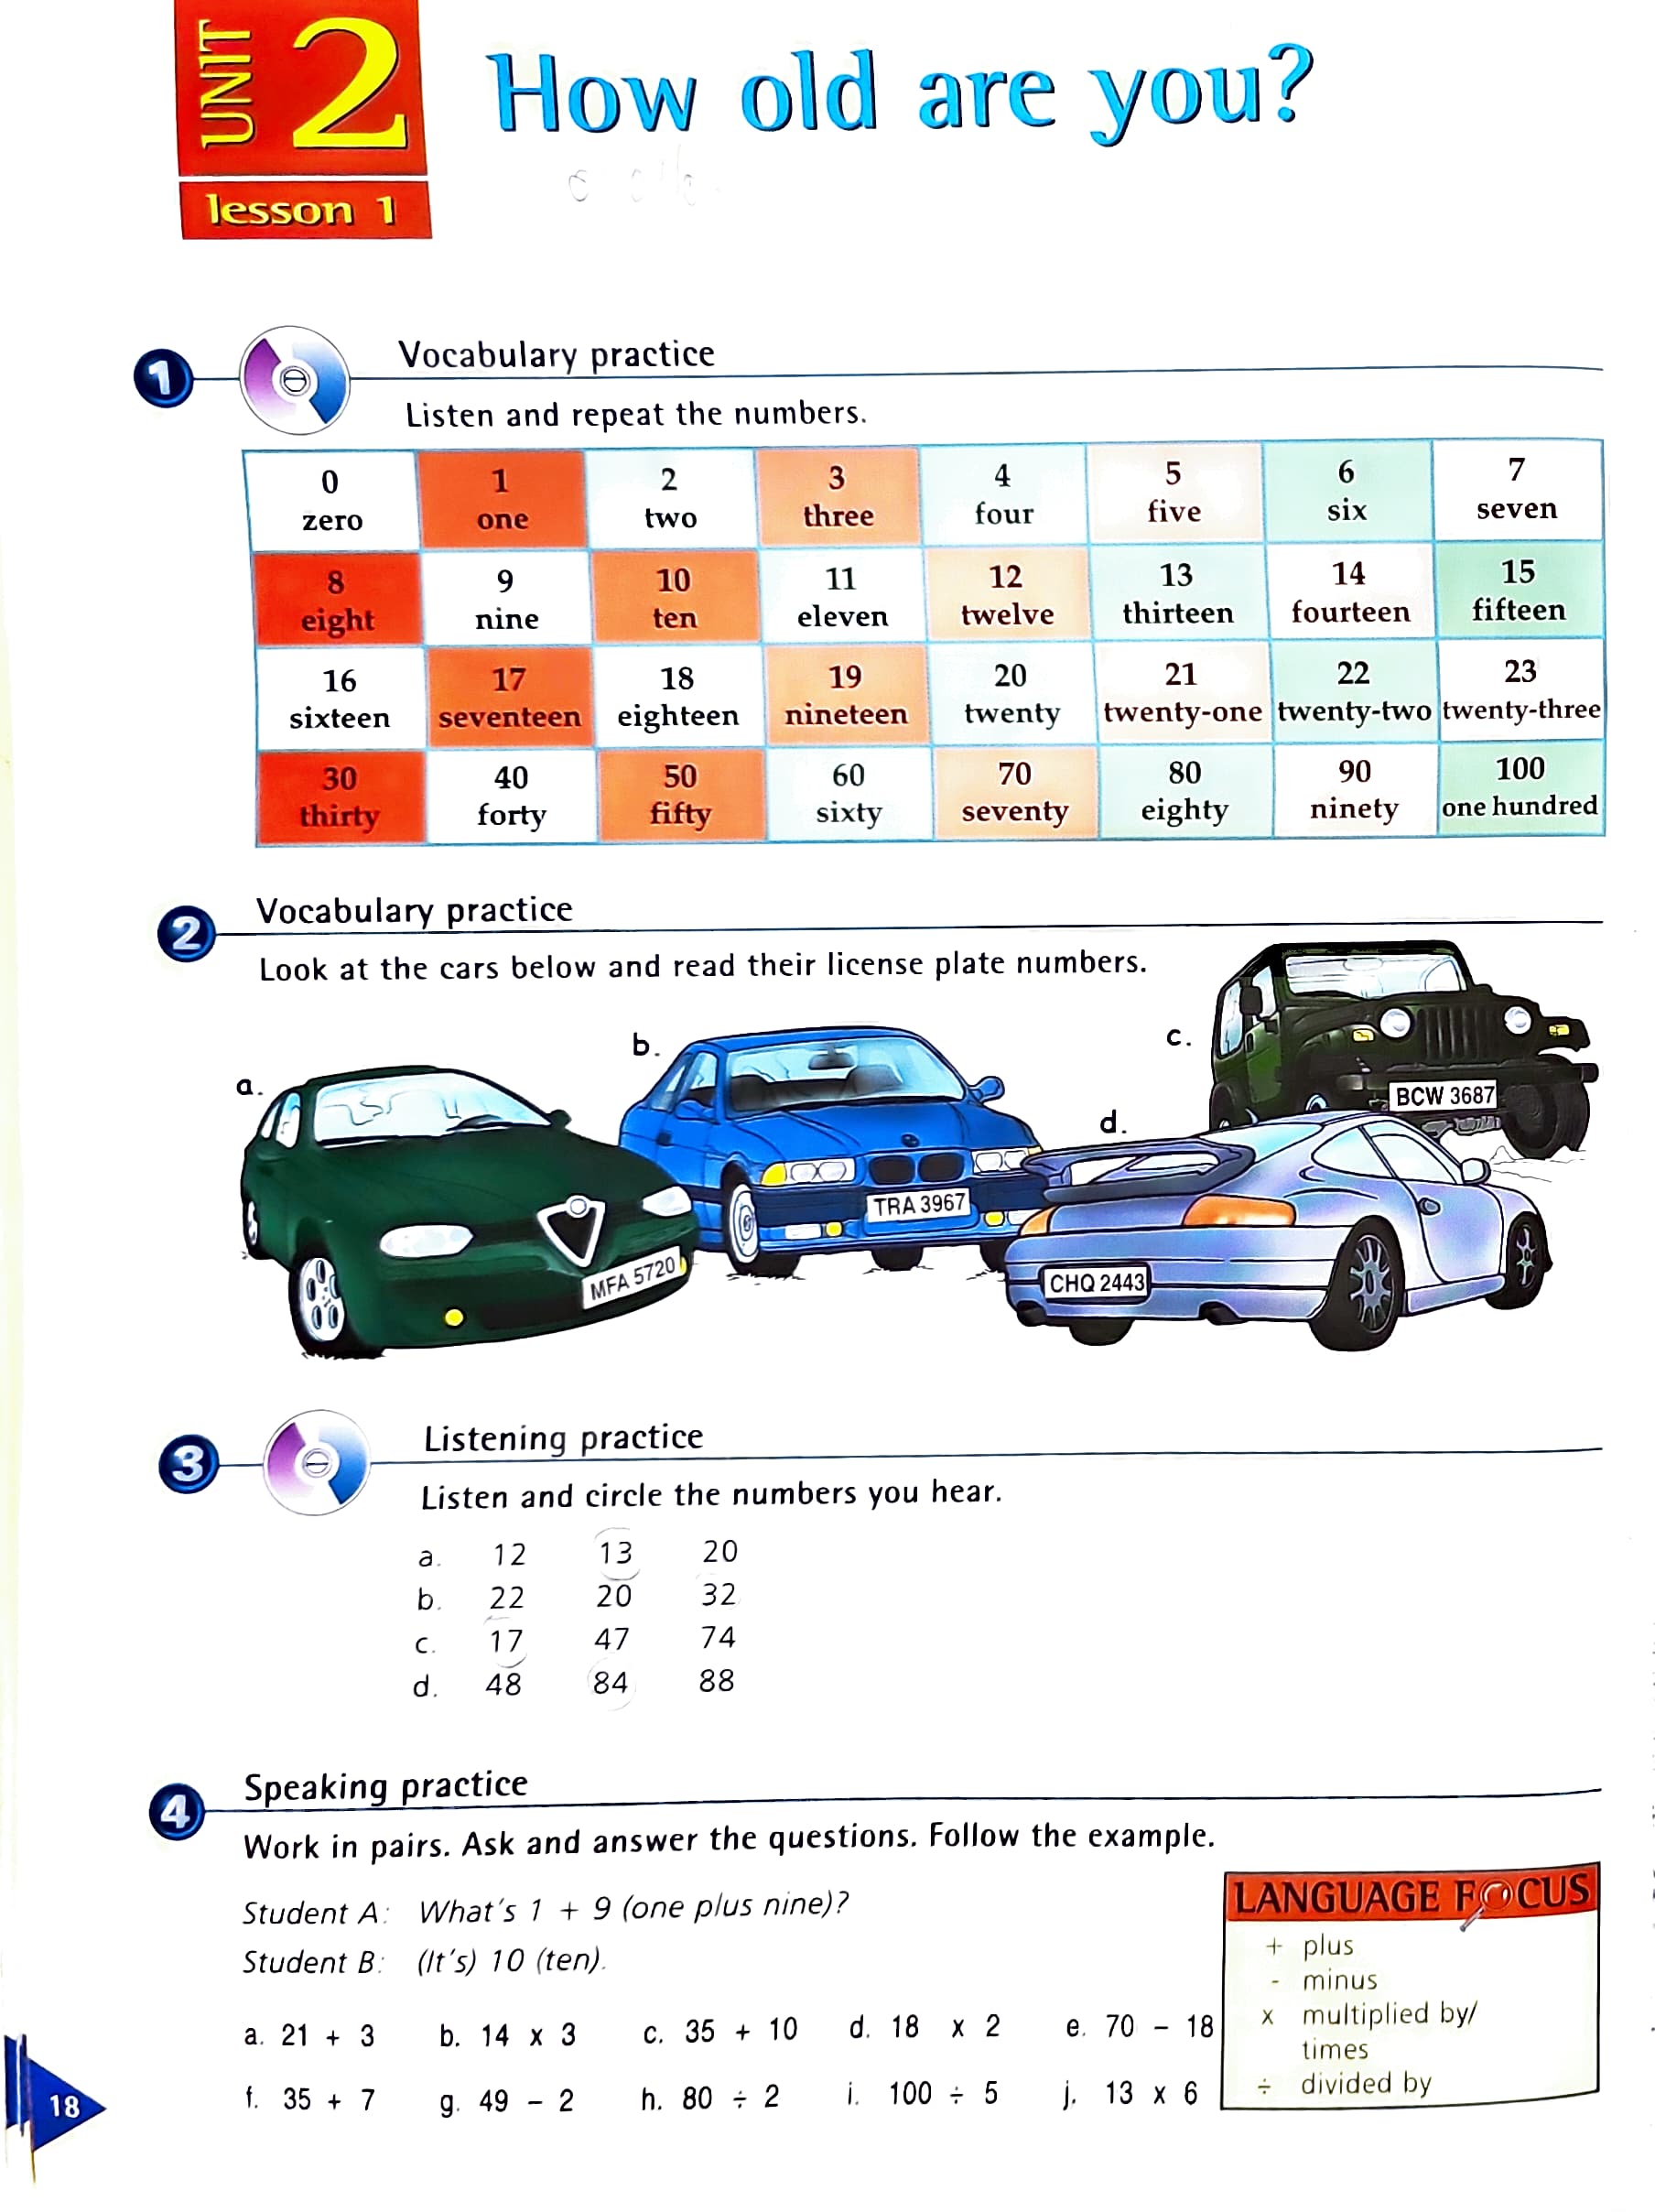 UNIT 2
lesson 1
How old are you?
1
Vocabulary practice
Listen and repeat the numbers.
0 1 2 3 4 5 6 7
zero one two three four five six seven
8 9 10 11 12 13 14 15
eight nine ten eleven twelve thirteen fourteen fifteen
16 17 18 19 20 21 22 23
sixteen seventeen eighteen nineteen twenty twenty-one twenty-two twenty-three
30 40 50 60 70 80 90 100
thirty forty fifty sixty seventy eighty ninety one hundred
2
Vocabulary practice
Look at the cars below and read their license plate numbers.
a.
MFA 5720
b.
TRA 3967
c.
BCW 3687
d.
CHQ 2443
3
Listening practice
Listen and circle the numbers you hear.
a. 12 13 20
b. 22 20 32
c. 17 47 74
d. 48 84 88
4
Speaking practice
Work in pairs. Ask and answer the questions. Follow the example.
Student A: What's 1 + 9 (one plus nine)?
Student B: (It's) 10 (ten).
a. 21 + 3 b. 14 x 3 c. 35 + 10 d. 18 x 2 e. 70 – 18
f. 35 + 7 g. 49 – 2 h. 80 ÷ 2 i. 100 ÷ 5 j. 13 x 6
LANGUAGE FOCUS
+ plus
- minus
x multiplied by/
times
÷ divided by
18